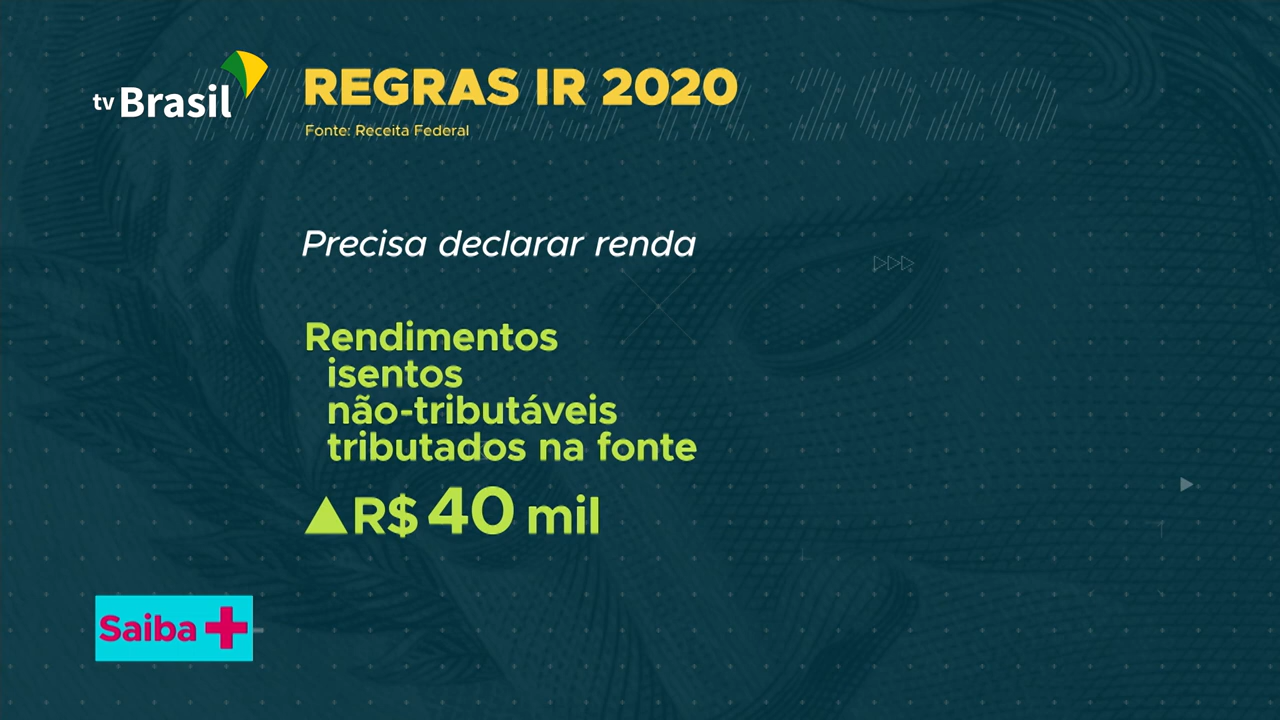 tv Brasil
REGRAS IR 2020
Fonte: Receita Federal
Precisa declarar renda
Rendimentos
isentos
não-tributáveis
tributados na fonte
▲R$ 40 mil
Saiba +